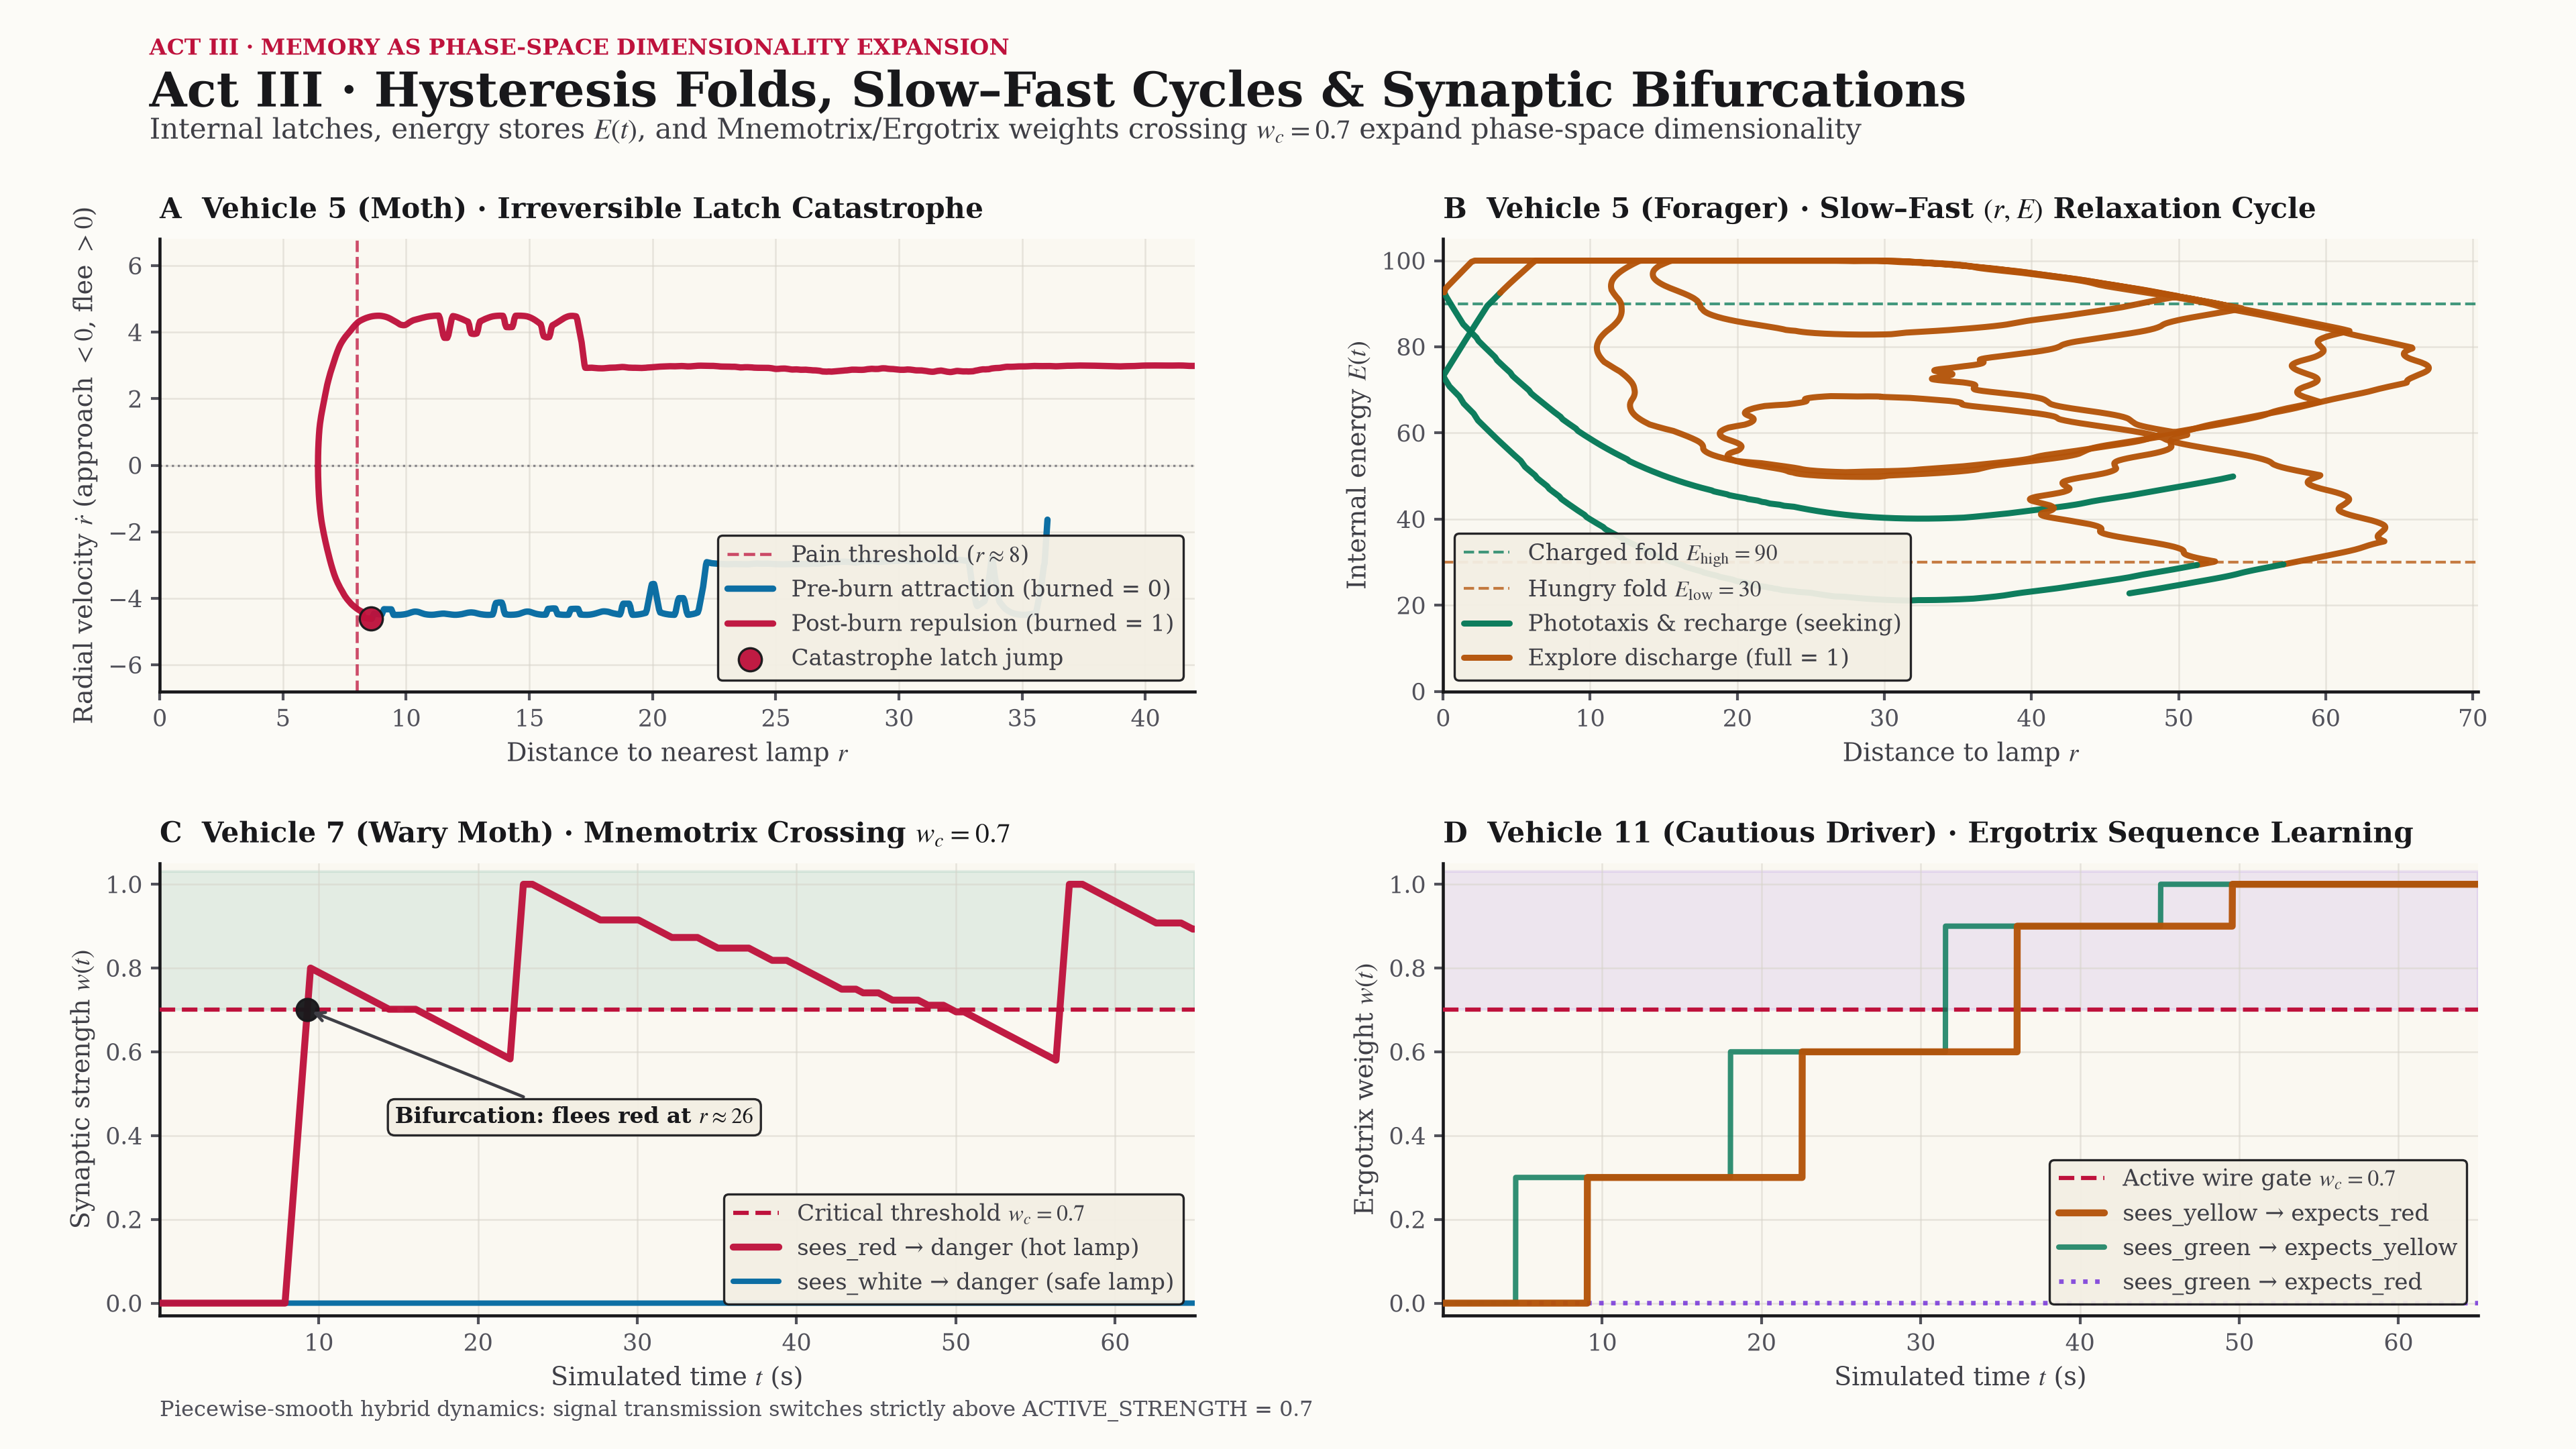 ACT III · MEMORY AS PHASE-SPACE DIMENSIONALITY EXPANSION
Act III · Hysteresis Folds, Slow–Fast Cycles & Synaptic Bifurcations
Internal latches, energy stores E(t), and Mnemotrix/Ergotrix weights crossing w_c = 0.7 expand phase-space dimensionality
A Vehicle 5 (Moth) · Irreversible Latch Catastrophe
Radial velocity ṙ (approach < 0, flee > 0)
6
4
2
0
−2
−4
−6
Pain threshold (r ≈ 8)
Pre-burn attraction (burned = 0)
Post-burn repulsion (burned = 1)
Catastrophe latch jump
0 5 10 15 20 25 30 35 40
Distance to nearest lamp r
B Vehicle 5 (Forager) · Slow–Fast (r, E) Relaxation Cycle
Internal energy E(t)
100
80
60
40
20
0
Charged fold E_high = 90
Hungry fold E_low = 30
Phototaxis & recharge (seeking)
Explore discharge (full = 1)
0 10 20 30 40 50 60 70
Distance to lamp r
C Vehicle 7 (Wary Moth) · Mnemotrix Crossing w_c = 0.7
Synaptic strength w(t)
1.0
0.8
0.6
0.4
0.2
0.0
Bifurcation: flees red at r ≈ 26
Critical threshold w_c = 0.7
sees_red → danger (hot lamp)
sees_white → danger (safe lamp)
10 20 30 40 50 60
Simulated time t (s)
D Vehicle 11 (Cautious Driver) · Ergotrix Sequence Learning
Ergotrix weight w(t)
1.0
0.8
0.6
0.4
0.2
0.0
Active wire gate w_c = 0.7
sees_yellow → expects_red
sees_green → expects_yellow
sees_green → expects_red
10 20 30 40 50 60
Simulated time t (s)
Piecewise-smooth hybrid dynamics: signal transmission switches strictly above ACTIVE_STRENGTH = 0.7